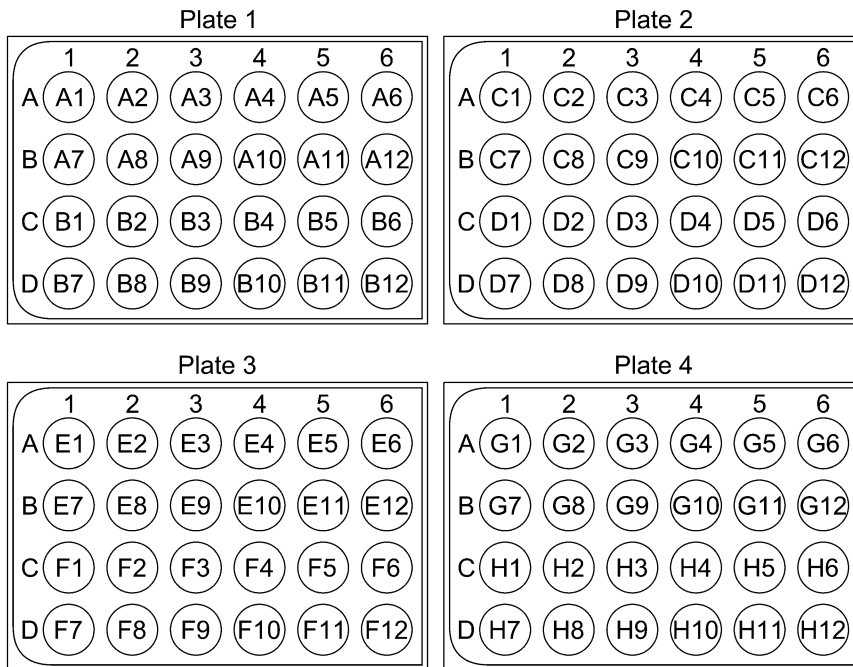 Plate 1
1 2 3 4 5 6
A A1 A2 A3 A4 A5 A6
B A7 A8 A9 A10 A11 A12
C B1 B2 B3 B4 B5 B6
D B7 B8 B9 B10 B11 B12
Plate 2
1 2 3 4 5 6
A C1 C2 C3 C4 C5 C6
B C7 C8 C9 C10 C11 C12
C D1 D2 D3 D4 D5 D6
D D7 D8 D9 D10 D11 D12
Plate 3
1 2 3 4 5 6
A E1 E2 E3 E4 E5 E6
B E7 E8 E9 E10 E11 E12
C F1 F2 F3 F4 F5 F6
D F7 F8 F9 F10 F11 F12
Plate 4
1 2 3 4 5 6
A G1 G2 G3 G4 G5 G6
B G7 G8 G9 G10 G11 G12
C H1 H2 H3 H4 H5 H6
D H7 H8 H9 H10 H11 H12